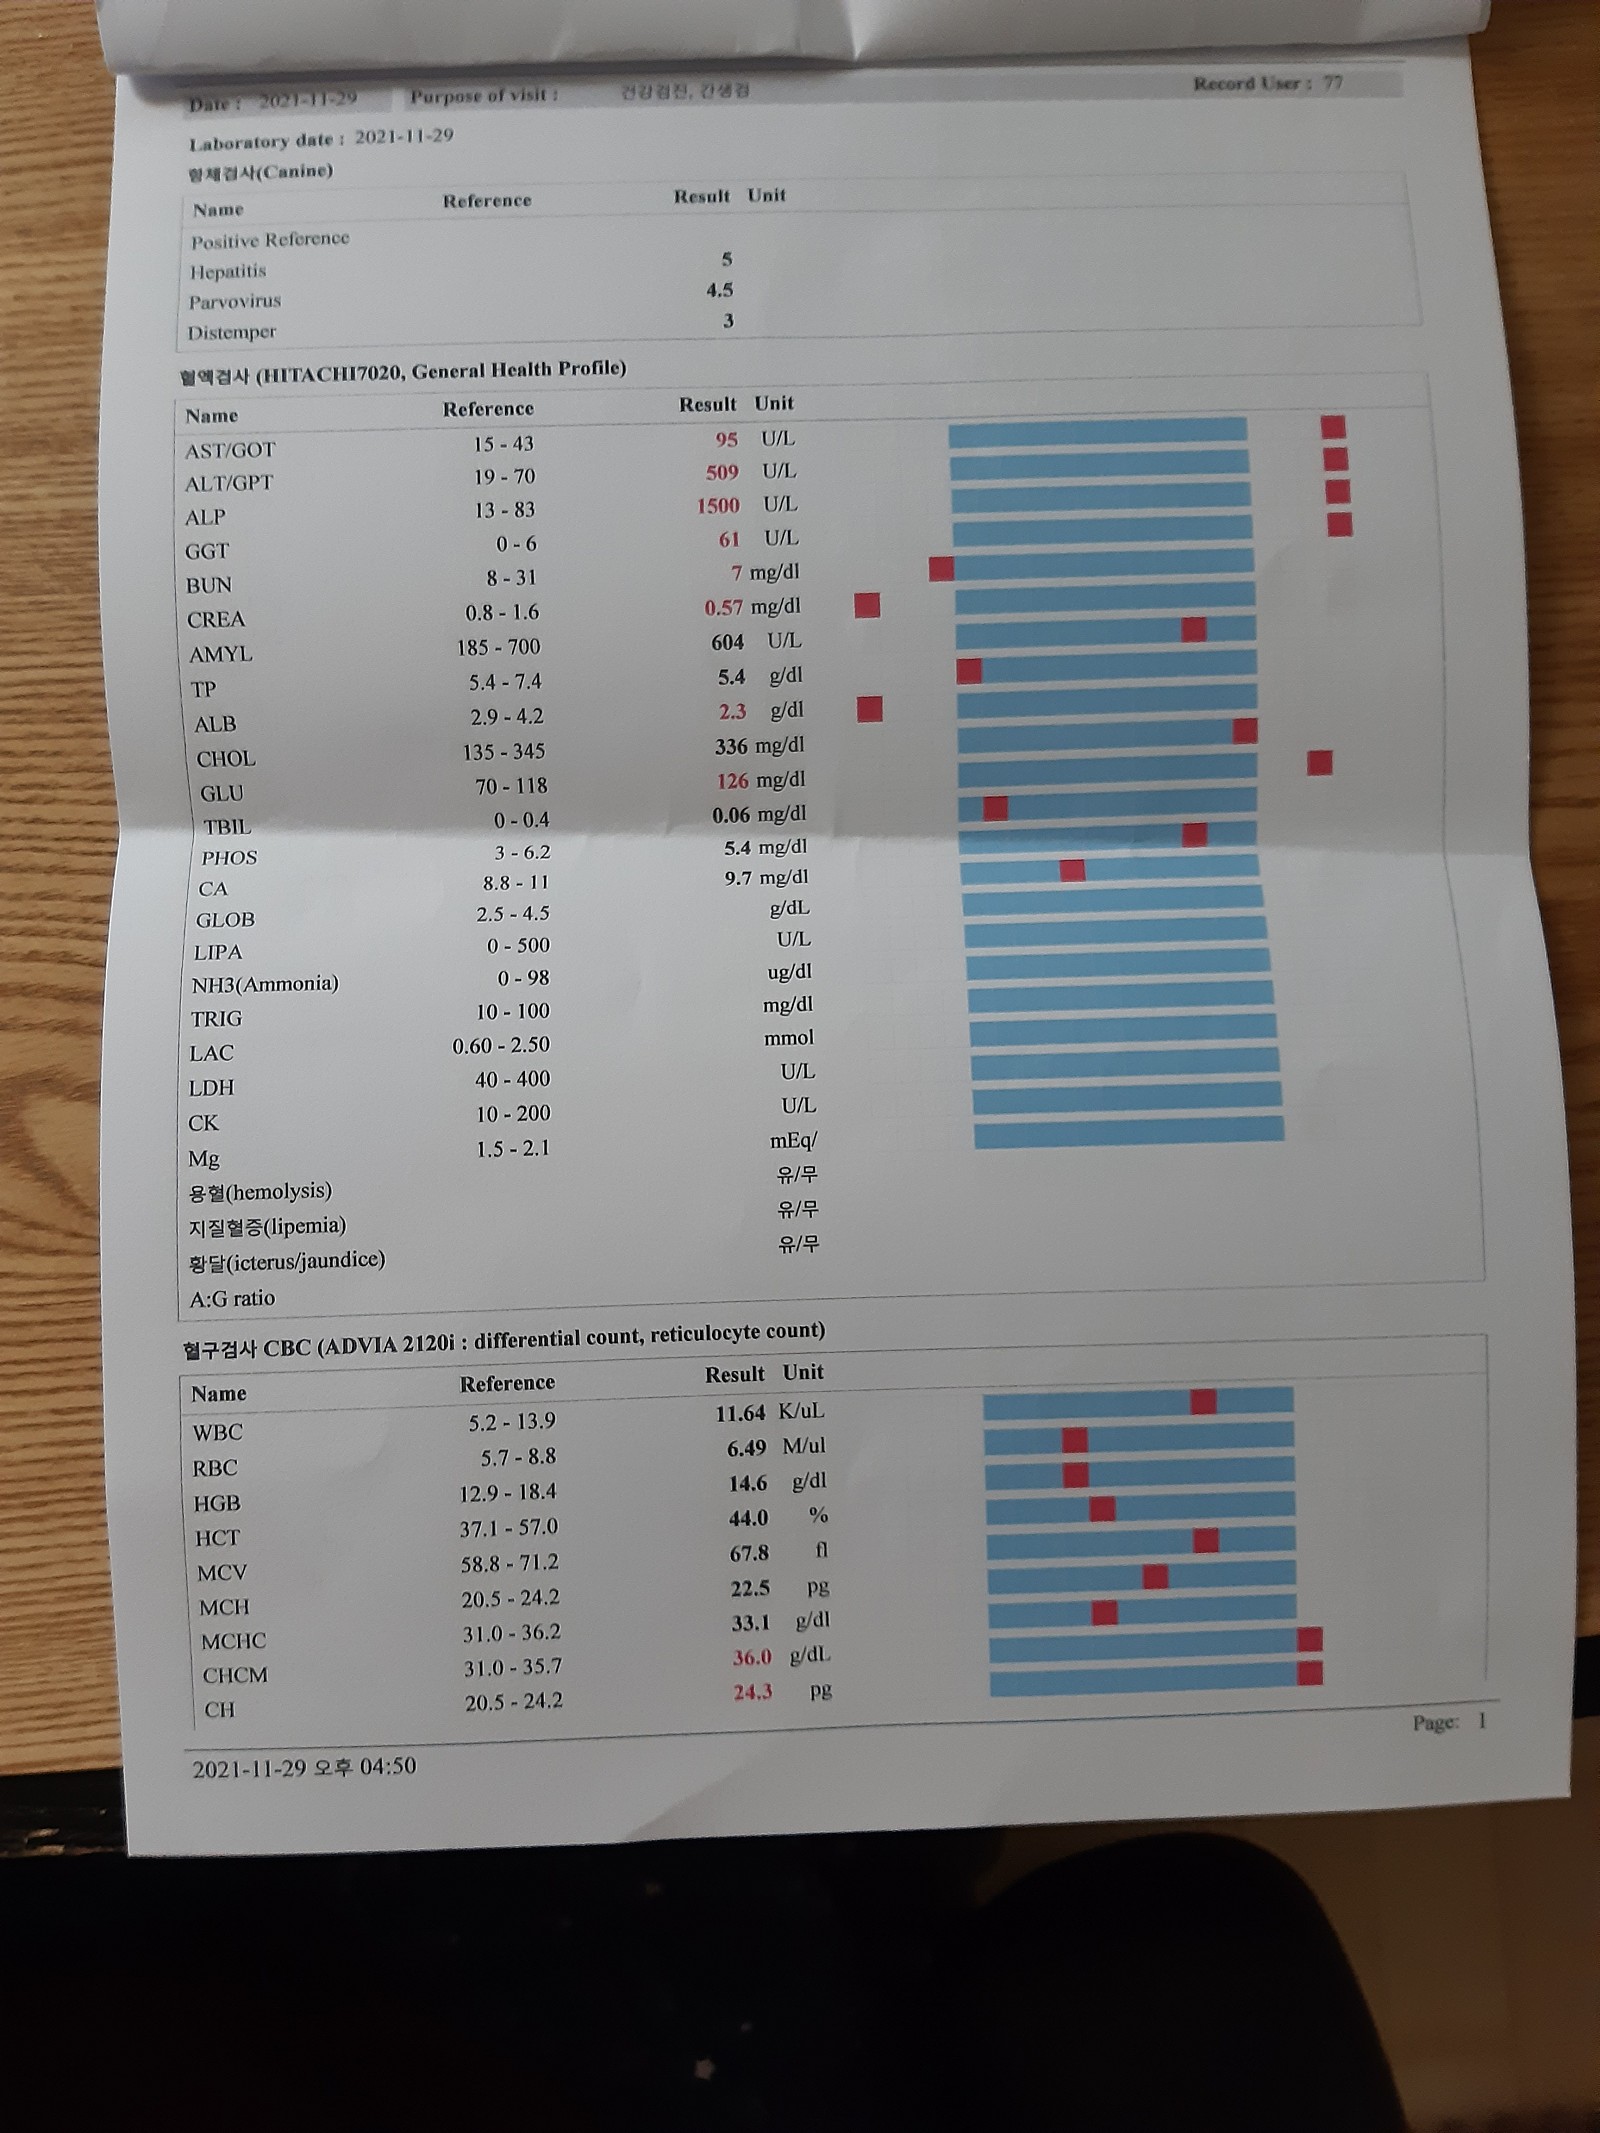 Date : 2021-11-29 Purpose of visit : 건강검진, 간생검 Record User : 77
Laboratory date : 2021-11-29
항체검사(Canine)
Name Reference Result Unit
Positive Reference
Hepatitis 5
Parvovirus 4.5
Distemper 3
혈액검사 (HITACHI7020, General Health Profile)
Name Reference Result Unit
AST/GOT 15 - 43 95 U/L
ALT/GPT 19 - 70 509 U/L
ALP 13 - 83 1500 U/L
GGT 0 - 6 61 U/L
BUN 8 - 31 7 mg/dl
CREA 0.8 - 1.6 0.57 mg/dl
AMYL 185 - 700 604 U/L
TP 5.4 - 7.4 5.4 g/dl
ALB 2.9 - 4.2 2.3 g/dl
CHOL 135 - 345 336 mg/dl
GLU 70 - 118 126 mg/dl
TBIL 0 - 0.4 0.06 mg/dl
PHOS 3 - 6.2 5.4 mg/dl
CA 8.8 - 11 9.7 mg/dl
GLOB 2.5 - 4.5 g/dL
LIPA 0 - 500 U/L
NH3(Ammonia) 0 - 98 ug/dl
TRIG 10 - 100 mg/dl
LAC 0.60 - 2.50 mmol
LDH 40 - 400 U/L
CK 10 - 200 U/L
Mg 1.5 - 2.1 mEq/
용혈(hemolysis) 유/무
지질혈증(lipemia) 유/무
황달(icterus/jaundice) 유/무
A:G ratio
혈구검사 CBC (ADVIA 2120i : differential count, reticulocyte count)
Name Reference Result Unit
WBC 5.2 - 13.9 11.64 K/uL
RBC 5.7 - 8.8 6.49 M/ul
HGB 12.9 - 18.4 14.6 g/dl
HCT 37.1 - 57.0 44.0 %
MCV 58.8 - 71.2 67.8 fl
MCH 20.5 - 24.2 22.5 pg
MCHC 31.0 - 36.2 33.1 g/dl
CHCM 31.0 - 35.7 36.0 g/dL
CH 20.5 - 24.2 24.3 pg
Page: 1
2021-11-29 오후 04:50